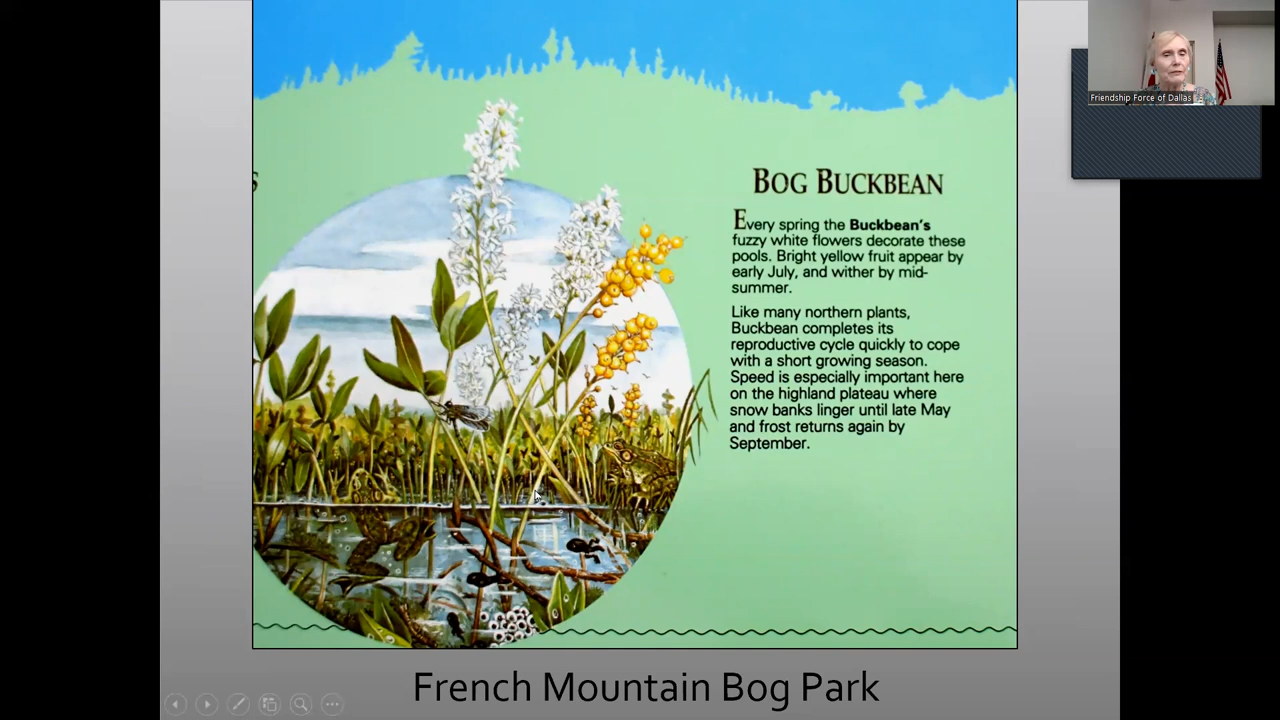 Friendship Force of Dallas
S
BOG BUCKBEAN
Every spring the Buckbean's
fuzzy white flowers decorate these
pools. Bright yellow fruit appear by
early July, and wither by mid-
summer.
Like many northern plants,
Buckbean completes its
reproductive cycle quickly to cope
with a short growing season.
Speed is especially important here
on the highland plateau where
snow banks linger until late May
and frost returns again by
September.
French Mountain Bog Park